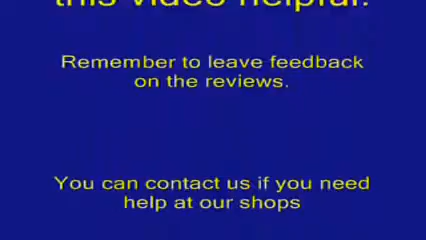 this video helpful.
Remember to leave feedback
on the reviews.
You can contact us if you need
help at our shops